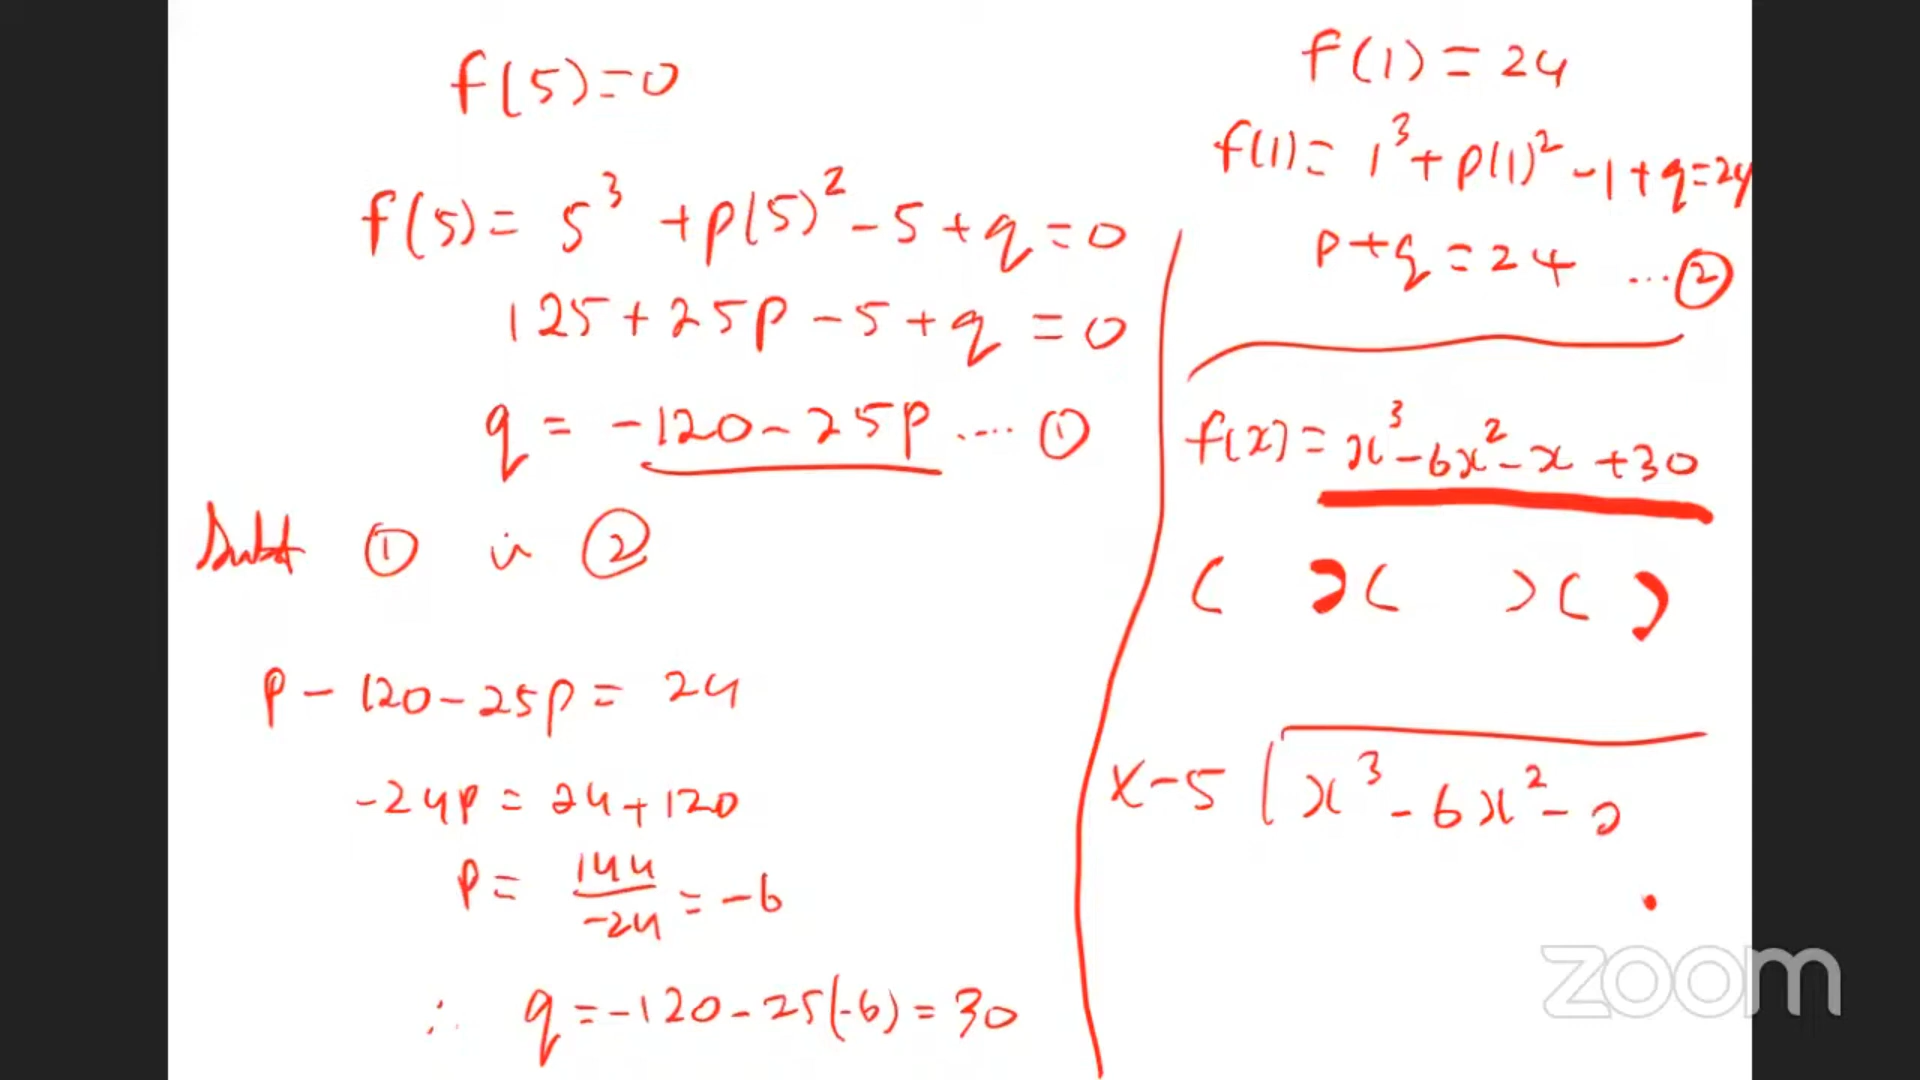 f(5)=0
f(5)= 5³ +p(5)² - 5 + q = 0
125 + 25p - 5 + q = 0
q = -120 - 25p .... ①
Subst ① in ②
p - 120 - 25p = 24
-24p = 24 + 120
p = 144/-24 = -6
∴ q = -120 - 25(-6) = 30
f(1) = 24
f(1) = 1³ + p(1)² - 1 + q = 24
p + q = 24 ... ②
f(x) = x³ - 6x² - x + 30
( )( )( )
x-5 | x³ - 6x² -
zoom